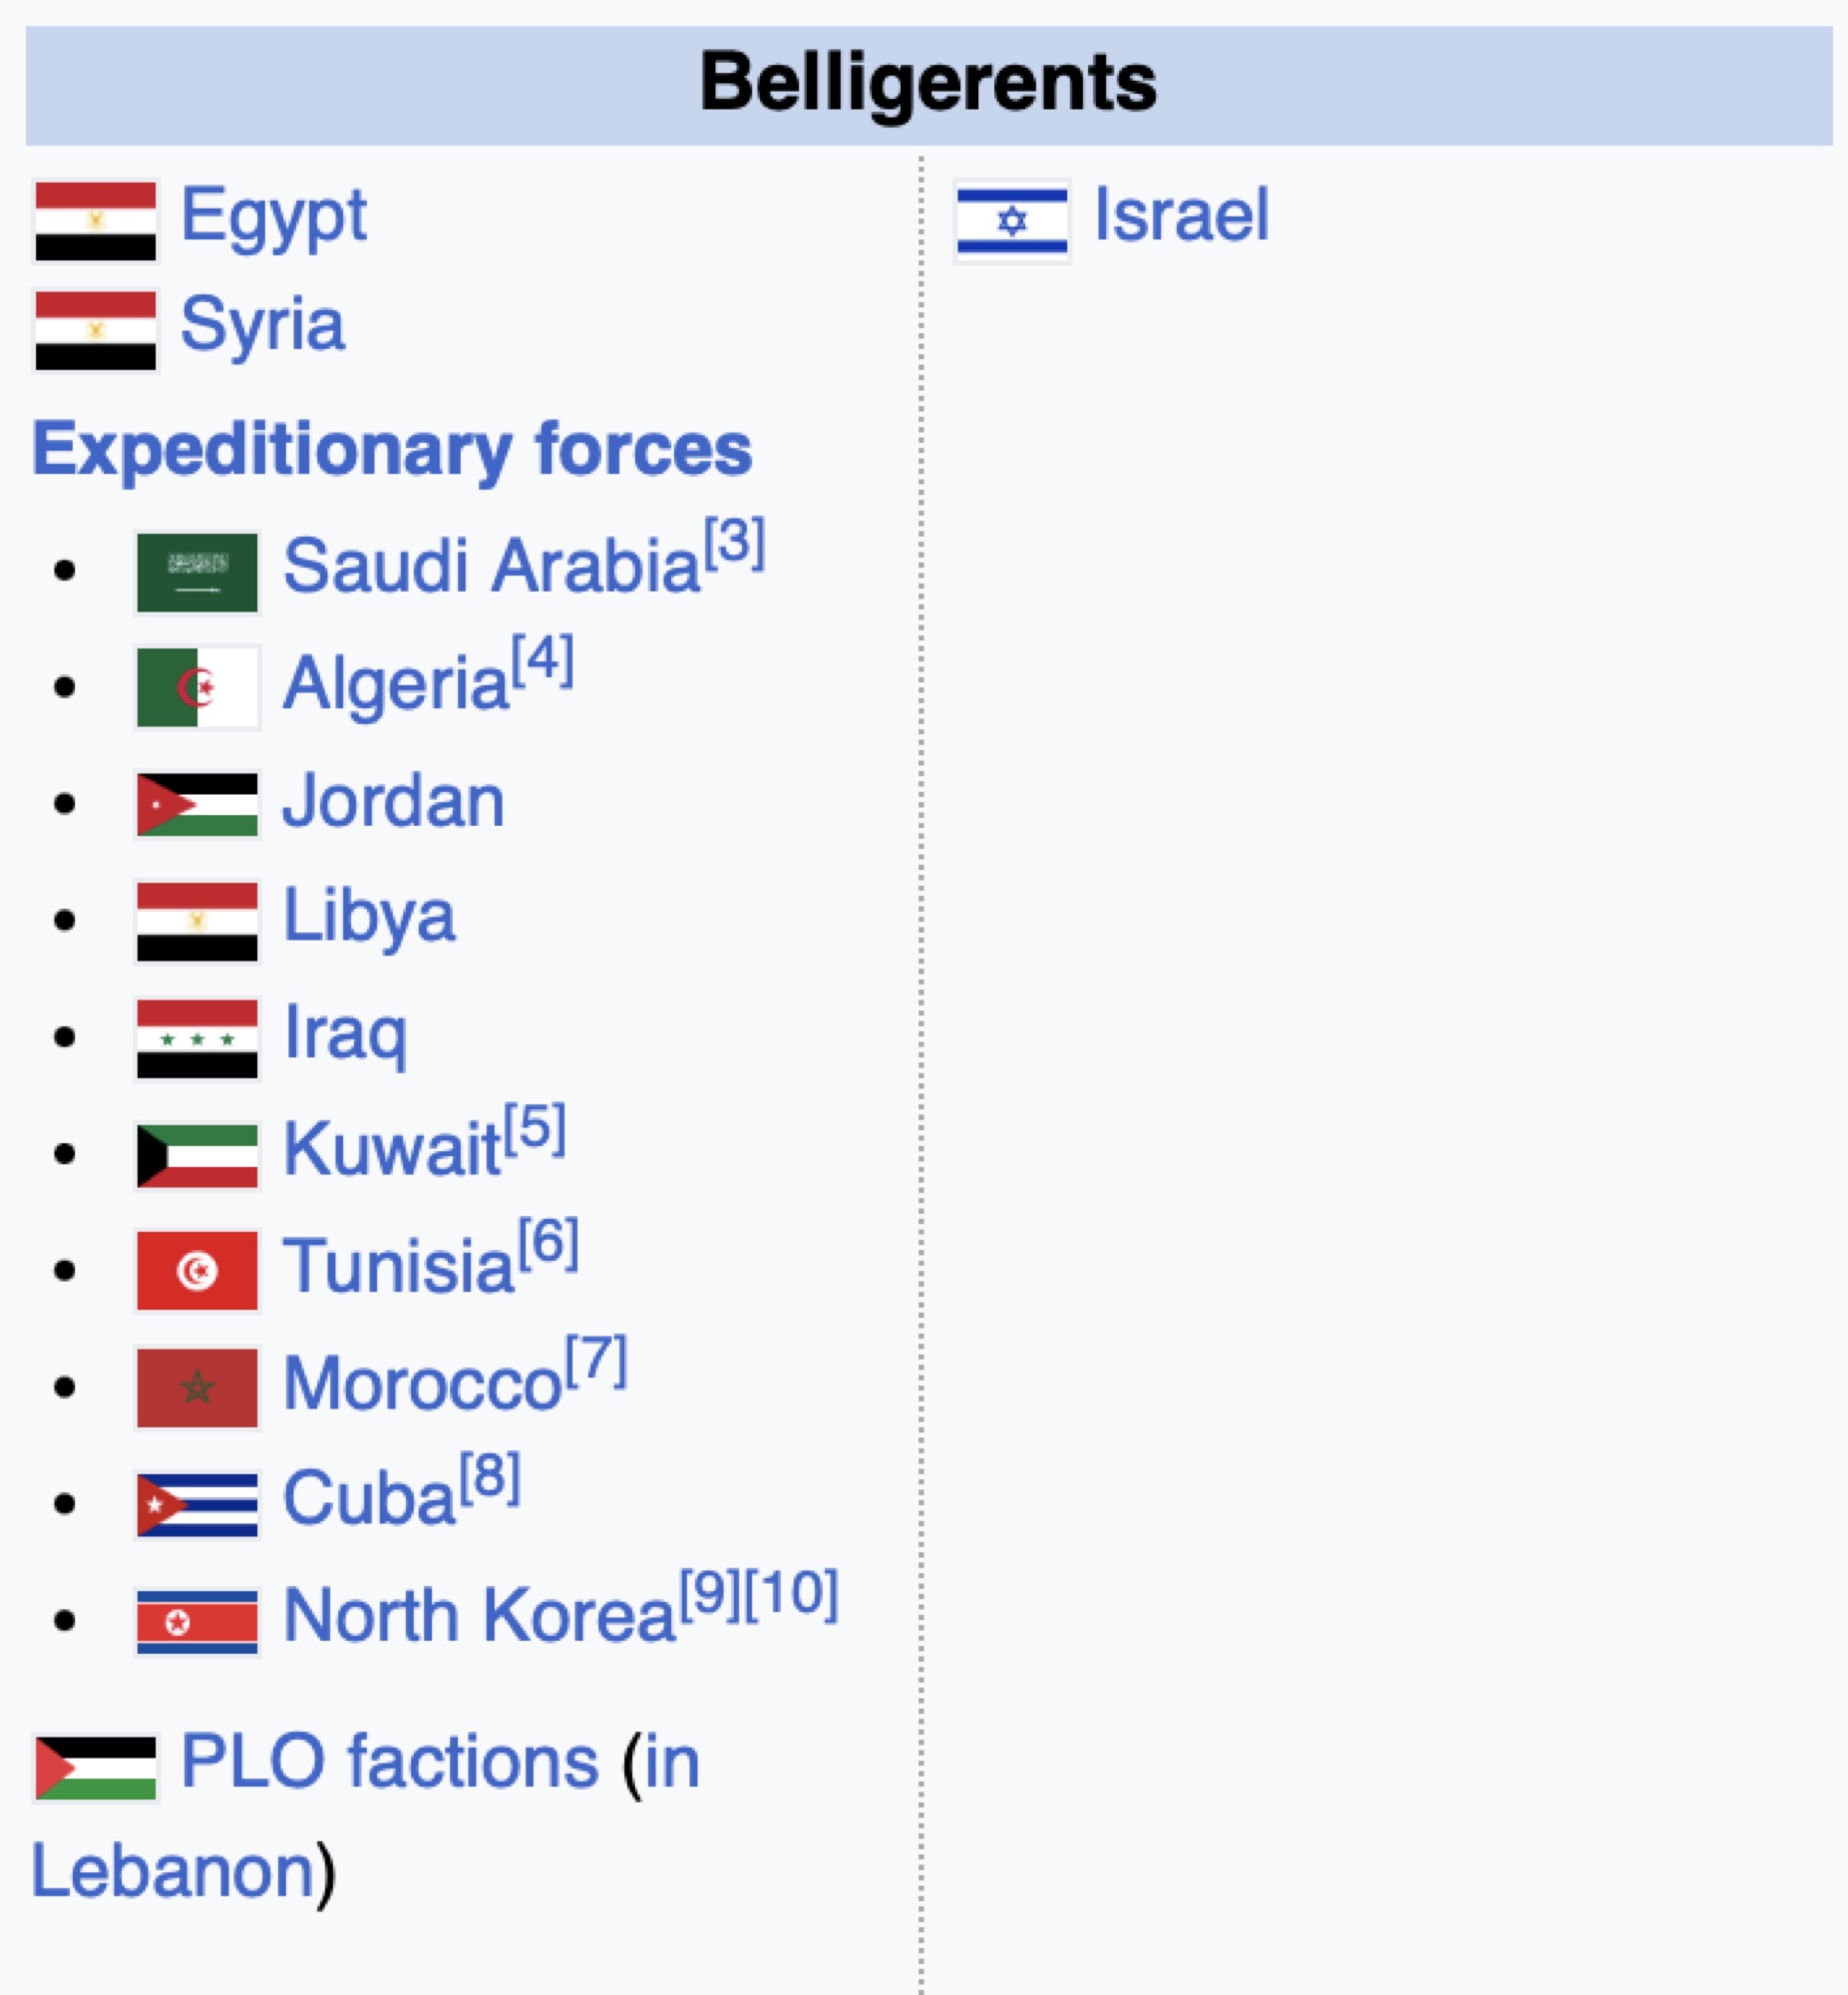 Belligerents
Egypt
Syria
Expeditionary forces
• Saudi Arabia[3]
• Algeria[4]
• Jordan
• Libya
• Iraq
• Kuwait[5]
• Tunisia[6]
• Morocco[7]
• Cuba[8]
• North Korea[9][10]
PLO factions (in
Lebanon)
Israel